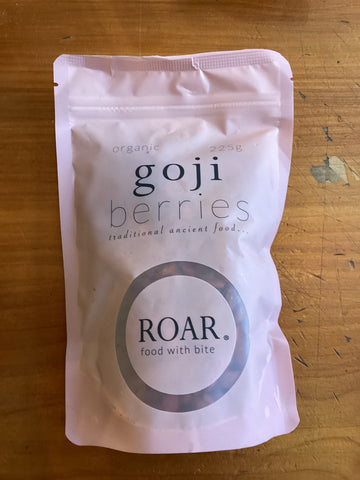 organic 225g
goji
berries
traditional ancient food...
ROAR®
food with bite